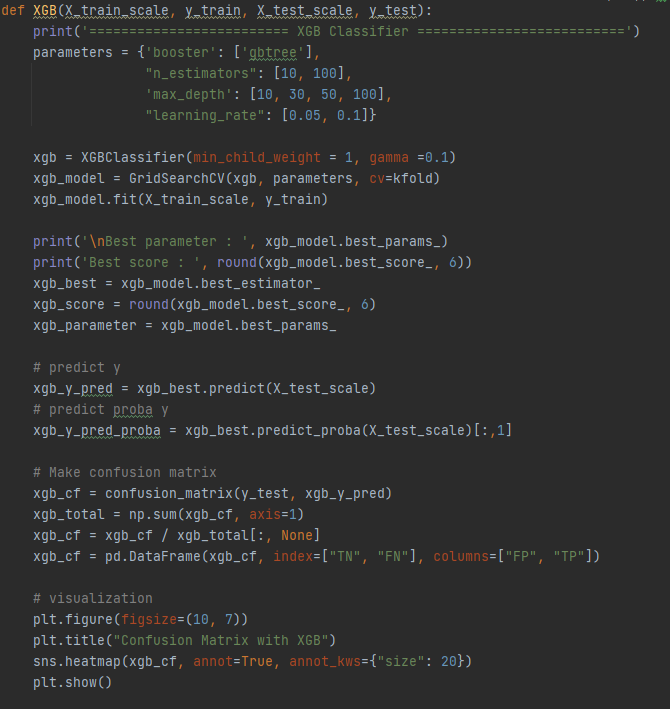 def XGB(X_train_scale, y_train, X_test_scale, y_test):
    print('========================= XGB Classifier ==========================')
    parameters = {'booster': ['gbtree'],
                  "n_estimators": [10, 100],
                  'max_depth': [10, 30, 50, 100],
                  "learning_rate": [0.05, 0.1]}

    xgb = XGBClassifier(min_child_weight = 1, gamma =0.1)
    xgb_model = GridSearchCV(xgb, parameters, cv=kfold)
    xgb_model.fit(X_train_scale, y_train)

    print('\nBest parameter : ', xgb_model.best_params_)
    print('Best score : ', round(xgb_model.best_score_, 6))
    xgb_best = xgb_model.best_estimator_
    xgb_score = round(xgb_model.best_score_, 6)
    xgb_parameter = xgb_model.best_params_

    # predict y
    xgb_y_pred = xgb_best.predict(X_test_scale)
    # predict proba y
    xgb_y_pred_proba = xgb_best.predict_proba(X_test_scale)[:,1]

    # Make confusion matrix
    xgb_cf = confusion_matrix(y_test, xgb_y_pred)
    xgb_total = np.sum(xgb_cf, axis=1)
    xgb_cf = xgb_cf / xgb_total[:, None]
    xgb_cf = pd.DataFrame(xgb_cf, index=["TN", "FN"], columns=["FP", "TP"])

    # visualization
    plt.figure(figsize=(10, 7))
    plt.title("Confusion Matrix with XGB")
    sns.heatmap(xgb_cf, annot=True, annot_kws={"size": 20})
    plt.show()